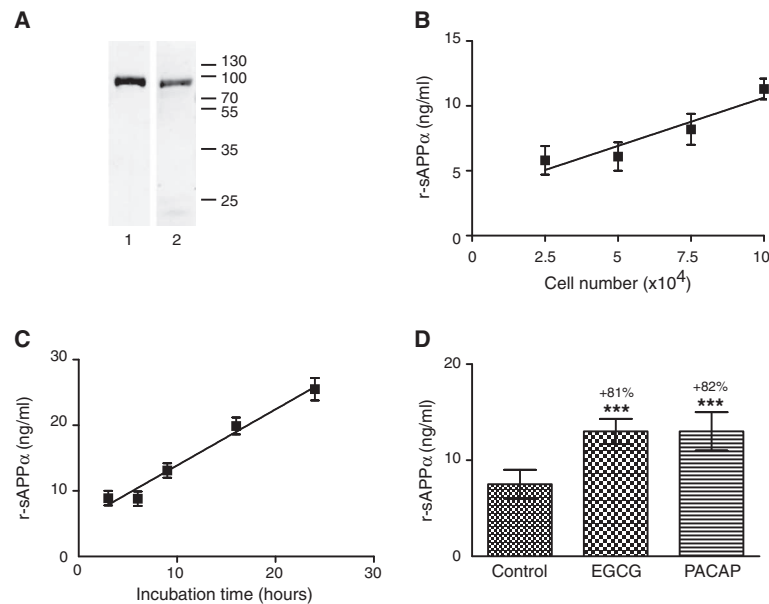 A
130
100
70
55
35
25
1 2
B
15
10
5
0
r-sAPPα (ng/ml)
0 2.5 5 7.5 10
Cell number (x10⁴)
C
30
20
10
0
r-sAPPα (ng/ml)
0 10 20 30
Incubation time (hours)
D
20
10
0
r-sAPPα (ng/ml)
+81%
***
+82%
***
Control EGCG PACAP